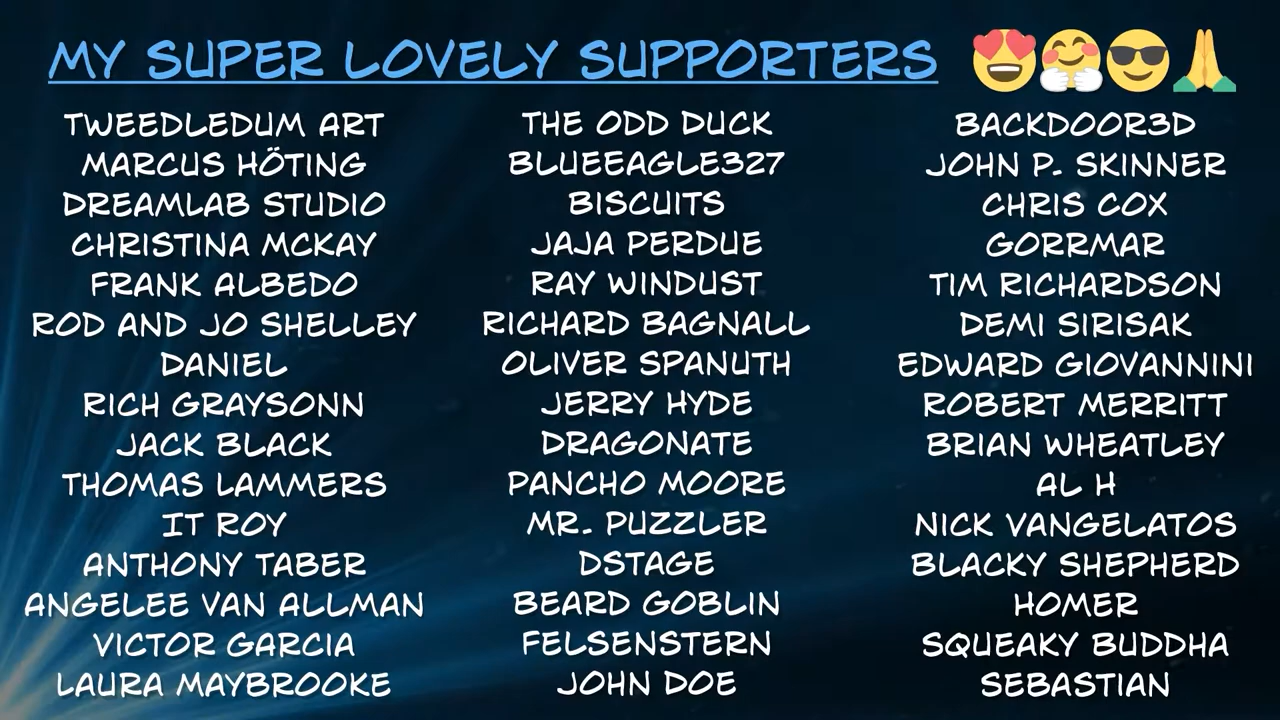 MY SUPER LOVELY SUPPORTERS 😍🤗😎🙏
TWEEDLEDUM ART
MARCUS HÖTING
DREAMLAB STUDIO
CHRISTINA MCKAY
FRANK ALBEDO
ROD AND JO SHELLEY
DANIEL
RICH GRAYSONN
JACK BLACK
THOMAS LAMMERS
IT ROY
ANTHONY TABER
ANGELEE VAN ALLMAN
VICTOR GARCIA
LAURA MAYBROOKE
THE ODD DUCK
BLUEEAGLE327
BISCUITS
JAJA PERDUE
RAY WINDUST
RICHARD BAGNALL
OLIVER SPANUTH
JERRY HYDE
DRAGONATE
PANCHO MOORE
MR. PUZZLER
DSTAGE
BEARD GOBLIN
FELSENSTERN
JOHN DOE
BACKDOOR3D
JOHN P. SKINNER
CHRIS COX
GORRMAR
TIM RICHARDSON
DEMI SIRISAK
EDWARD GIOVANNINI
ROBERT MERRITT
BRIAN WHEATLEY
AL H
NICK VANGELATOS
BLACKY SHEPHERD
HOMER
SQUEAKY BUDDHA
SEBASTIAN